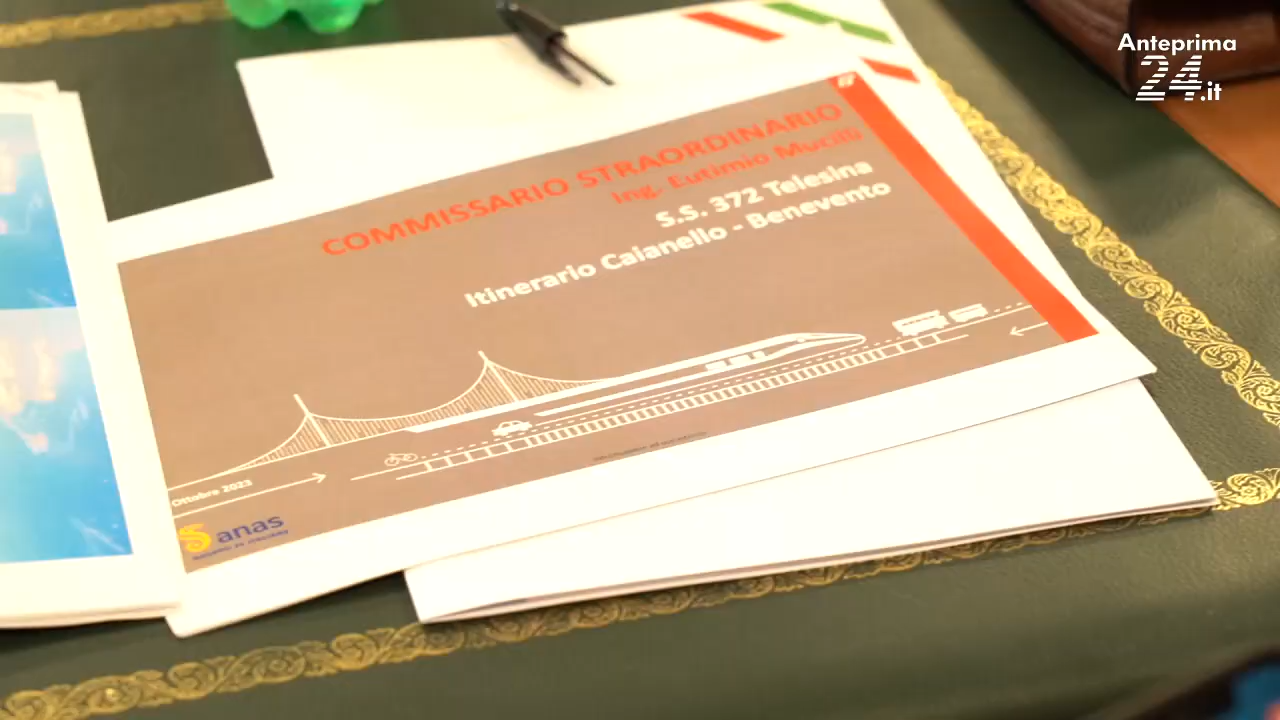 Anteprima
24.it
COMMISSARIO STRAORDINARIO
Ing. Eutimio Mucilli
S.S. 372 Telesina
Itinerario Caianello - Benevento
Ottobre 2023
anas